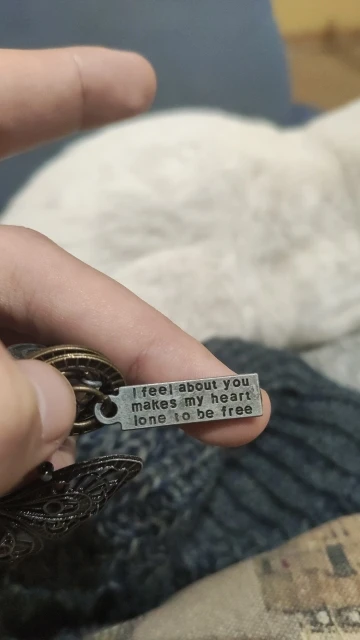 I feel about you
makes my heart
lone to be free